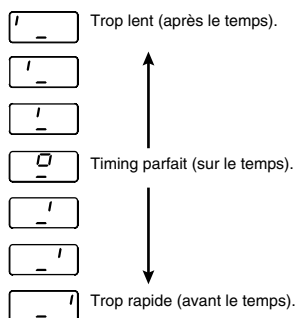 Trop lent (après le temps).
Timing parfait (sur le temps).
Trop rapide (avant le temps).